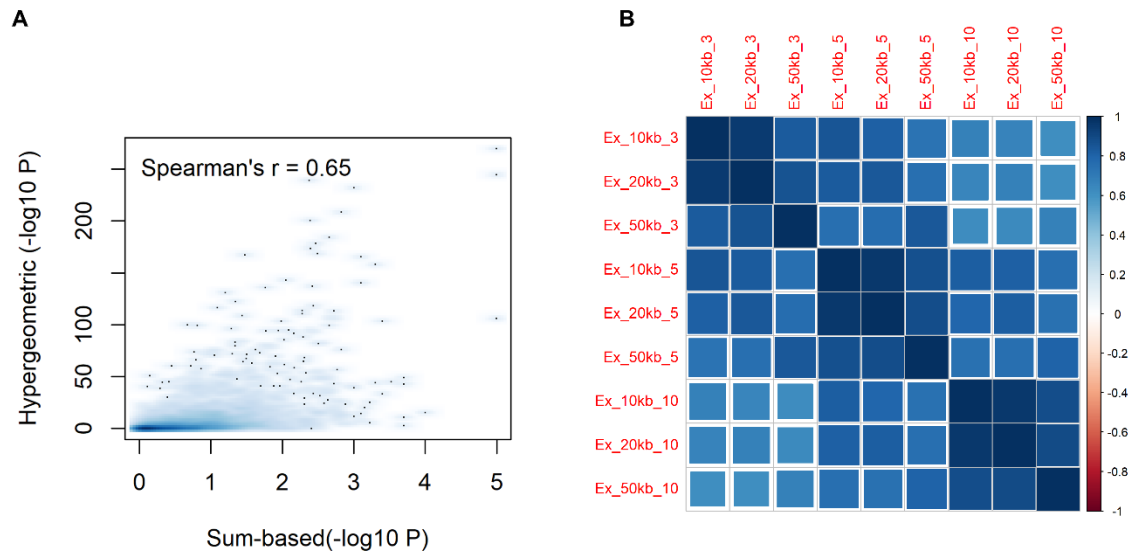 A
B
Spearman's r = 0.65
Hypergeometric (-log10 P)
0
50
100
200
0
1
2
3
4
5
Sum-based(-log10 P)
Ex_10kb_3
Ex_20kb_3
Ex_50kb_3
Ex_10kb_5
Ex_20kb_5
Ex_50kb_5
Ex_10kb_10
Ex_20kb_10
Ex_50kb_10
Ex_10kb_3
Ex_20kb_3
Ex_50kb_3
Ex_10kb_5
Ex_20kb_5
Ex_50kb_5
Ex_10kb_10
Ex_20kb_10
Ex_50kb_10
1
0.8
0.6
0.4
0.2
0
-0.2
-0.4
-0.6
-0.8
-1